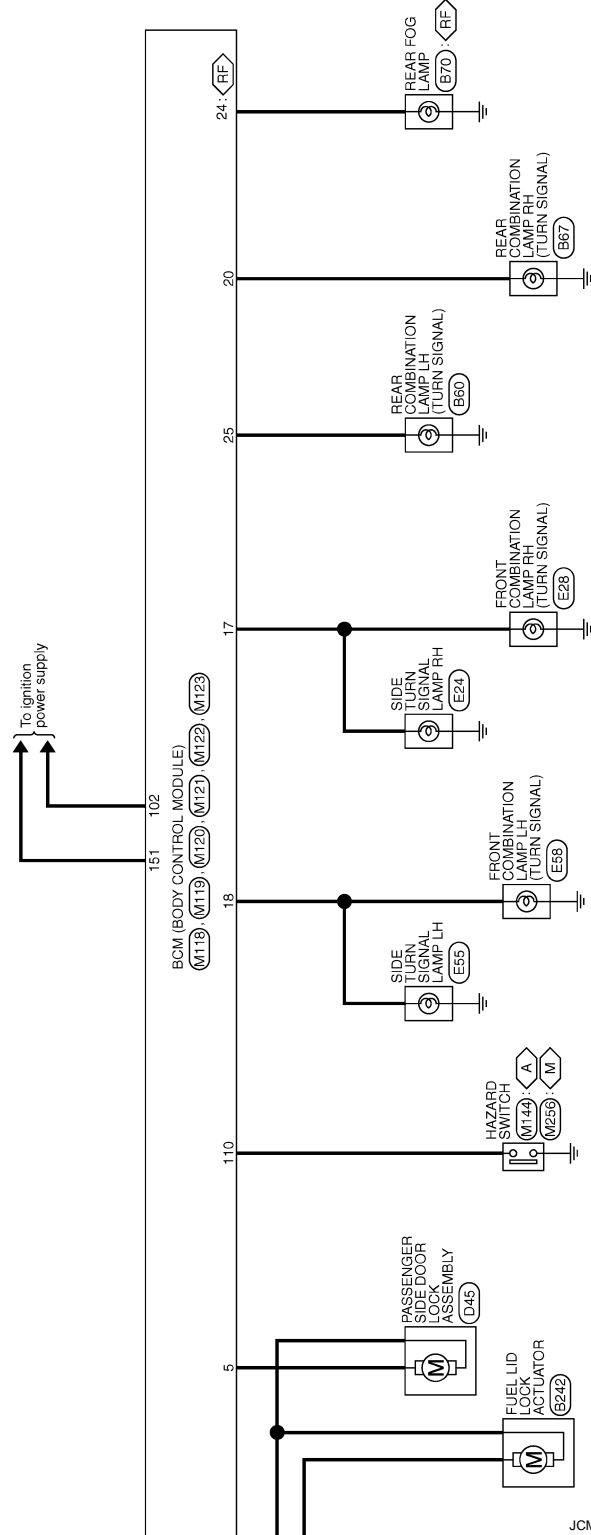 To ignition
power supply
151
102
BCM (BODY CONTROL MODULE)
M118 , M119 , M120 , M121 , M122 , M123
5
110
18
17
25
20
24 : RF
PASSENGER
SIDE DOOR
LOCK
ASSEMBLY
D45
M
FUEL LID
LOCK
ACTUATOR
B242
M
HAZARD
SWITCH
M144 : A
M256 : M
SIDE
TURN
SIGNAL
LAMP LH
E55
FRONT
COMBINATION
LAMP LH
(TURN SIGNAL)
E58
SIDE
TURN
SIGNAL
LAMP RH
E24
FRONT
COMBINATION
LAMP RH
(TURN SIGNAL)
E28
REAR
COMBINATION
LAMP LH
(TURN SIGNAL)
B60
REAR
COMBINATION
LAMP RH
(TURN SIGNAL)
B67
REAR FOG
LAMP
B70 : RF
JCM